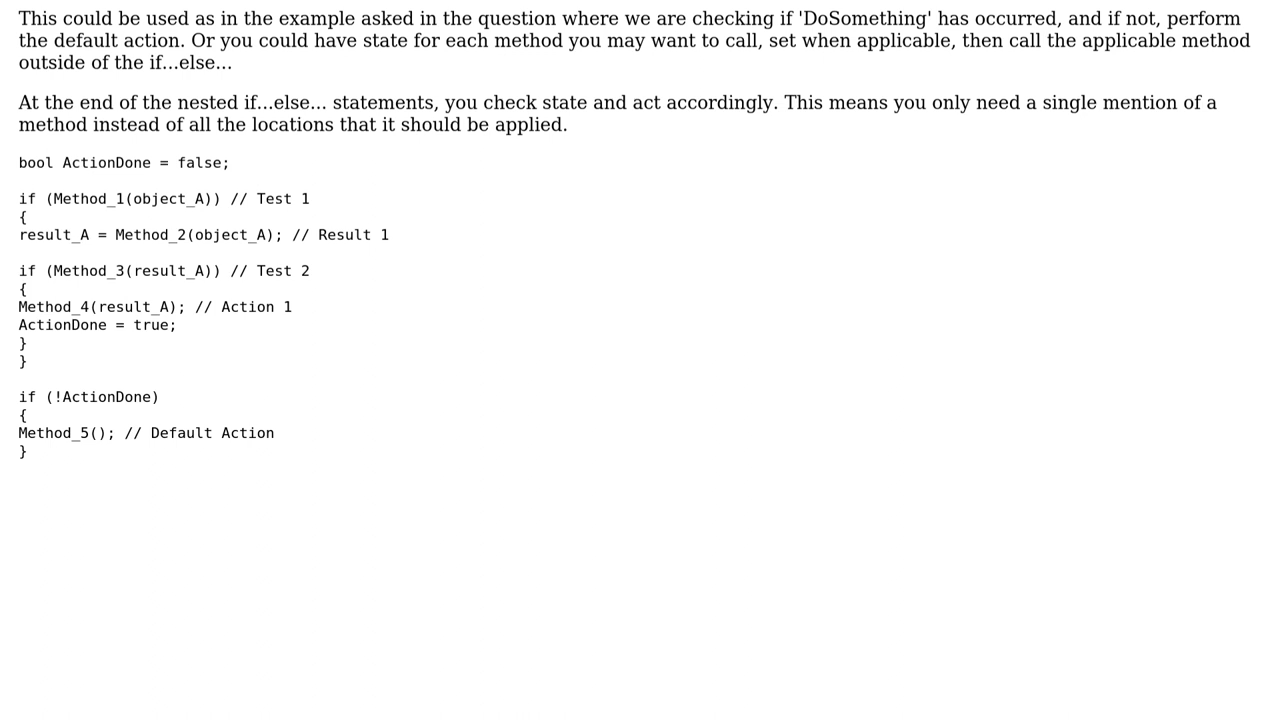 This could be used as in the example asked in the question where we are checking if 'DoSomething' has occurred, and if not, perform
the default action. Or you could have state for each method you may want to call, set when applicable, then call the applicable method
outside of the if...else...

At the end of the nested if...else... statements, you check state and act accordingly. This means you only need a single mention of a
method instead of all the locations that it should be applied.

bool ActionDone = false;

if (Method_1(object_A)) // Test 1
{
result_A = Method_2(object_A); // Result 1

if (Method_3(result_A)) // Test 2
{
Method_4(result_A); // Action 1
ActionDone = true;
}
}

if (!ActionDone)
{
Method_5(); // Default Action
}